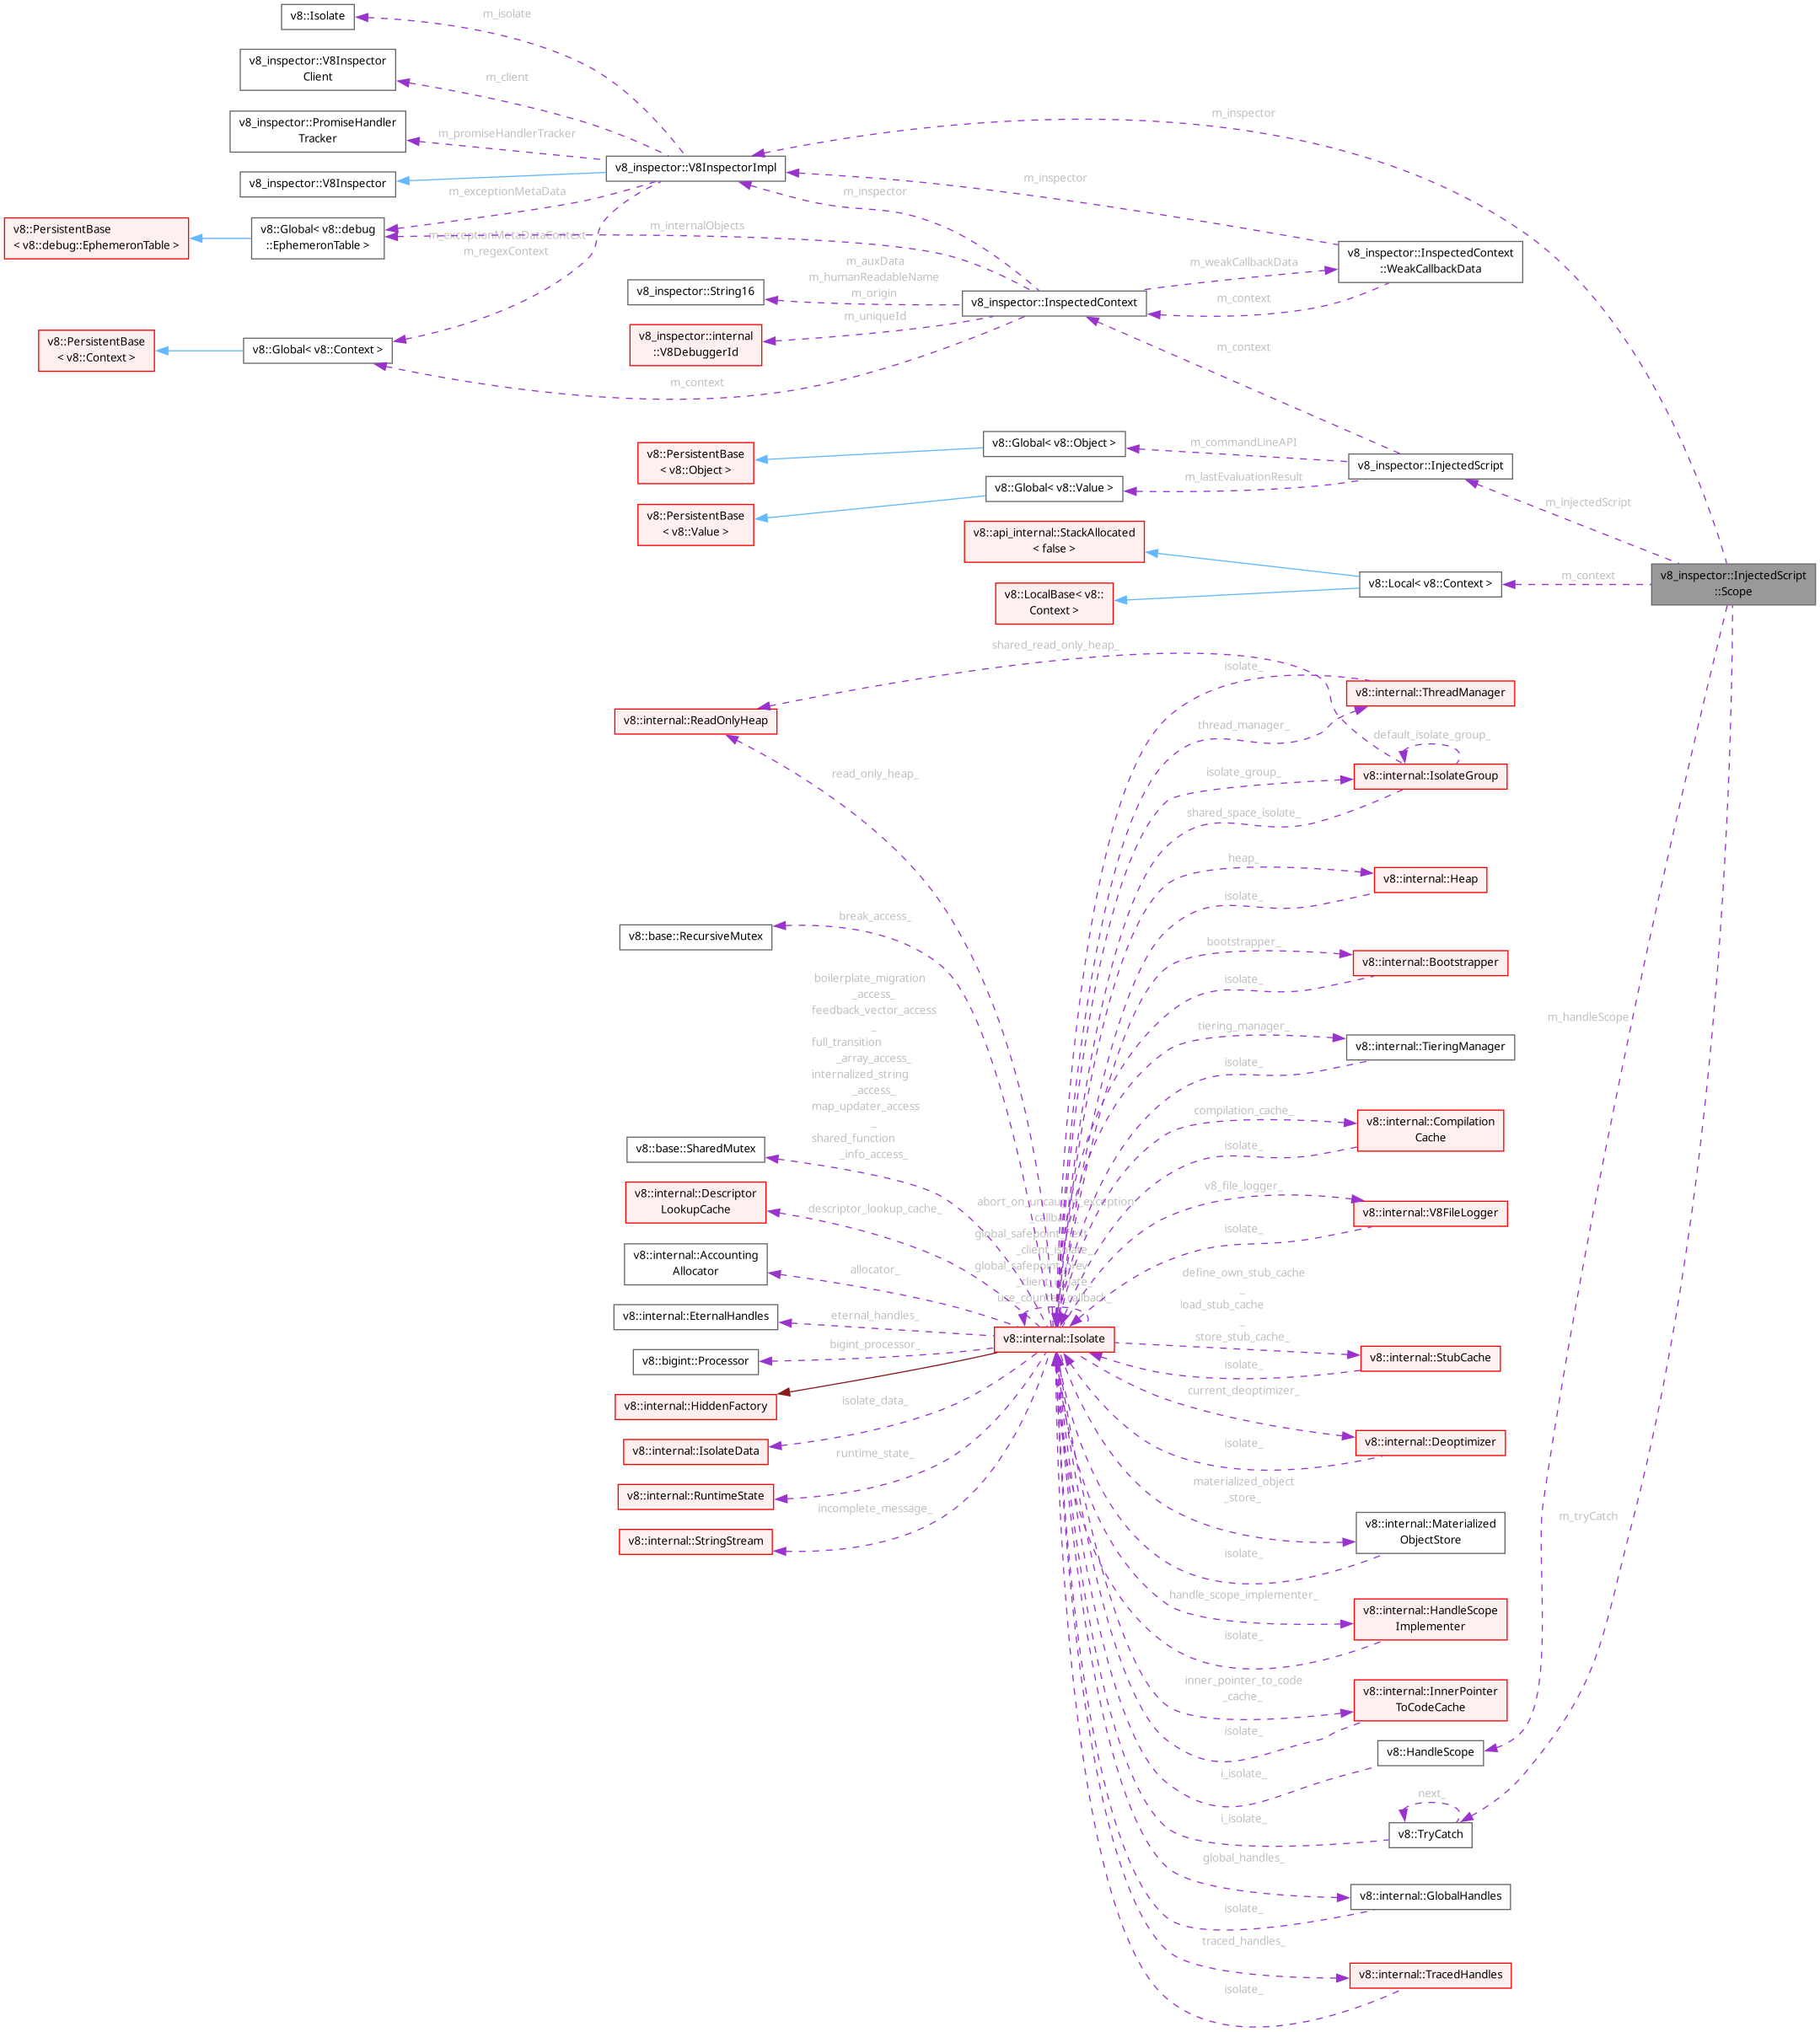 v8::Isolate
m_isolate
v8_inspector::V8Inspector
Client
m_client
v8_inspector::PromiseHandler
Tracker
m_promiseHandlerTracker
m_inspector
v8_inspector::V8InspectorImpl
v8_inspector::V8Inspector
m_exceptionMetaData
m_inspector
m_inspector
v8::PersistentBase
< v8::debug::EphemeronTable >
v8::Global< v8::debug
::EphemeronTable >
m_internalObjects
m_exceptionMetaDataContext
m_regexContext
v8_inspector::InspectedContext
::WeakCallbackData
m_weakCallbackData
m_context
v8_inspector::String16
m_auxData
m_humanReadableName
m_origin
v8_inspector::InspectedContext
m_uniqueId
v8_inspector::internal
::V8DebuggerId
v8::PersistentBase
< v8::Context >
v8::Global< v8::Context >
m_context
m_context
v8::PersistentBase
< v8::Object >
v8::Global< v8::Object >
m_commandLineAPI
v8_inspector::InjectedScript
v8::PersistentBase
< v8::Value >
v8::Global< v8::Value >
m_lastEvaluationResult
m_injectedScript
v8::api_internal::StackAllocated
< false >
v8::LocalBase< v8::
Context >
v8::Local< v8::Context >
m_context
v8_inspector::InjectedScript
::Scope
shared_read_only_heap_
isolate_
v8::internal::ThreadManager
v8::internal::ReadOnlyHeap
thread_manager_
default_isolate_group_
read_only_heap_
isolate_group_
v8::internal::IsolateGroup
shared_space_isolate_
heap_
v8::internal::Heap
isolate_
v8::base::RecursiveMutex
break_access_
bootstrapper_
v8::internal::Bootstrapper
isolate_
boilerplate_migration
_access_
feedback_vector_access
_
full_transition
_array_access_
internalized_string
_access_
map_updater_access
_
shared_function
_info_access_
tiering_manager_
v8::internal::TieringManager
isolate_
m_handleScope
v8::base::SharedMutex
compilation_cache_
v8::internal::Compilation
Cache
isolate_
v8::internal::Descriptor
LookupCache
descriptor_lookup_cache_
v8_file_logger_
v8::internal::V8FileLogger
isolate_
v8::internal::Accounting
Allocator
allocator_
abort_on_uncaught_exception
_callback_
global_safepoint_next
_client_isolate_
global_safepoint_prev
_client_isolate_
use_counter_callback_
define_own_stub_cache
_
load_stub_cache
_
store_stub_cache_
v8::internal::EternalHandles
eternal_handles_
v8::internal::Isolate
v8::bigint::Processor
bigint_processor_
v8::internal::StubCache
isolate_
v8::internal::HiddenFactory
current_deoptimizer_
v8::internal::Deoptimizer
isolate_
v8::internal::IsolateData
isolate_data_
v8::internal::RuntimeState
runtime_state_
v8::internal::StringStream
incomplete_message_
materialized_object
_store_
v8::internal::Materialized
ObjectStore
isolate_
m_tryCatch
handle_scope_implementer_
v8::internal::HandleScope
Implementer
isolate_
inner_pointer_to_code
_cache_
v8::internal::InnerPointer
ToCodeCache
isolate_
v8::HandleScope
i_isolate_
next_
v8::TryCatch
i_isolate_
global_handles_
v8::internal::GlobalHandles
isolate_
traced_handles_
v8::internal::TracedHandles
isolate_